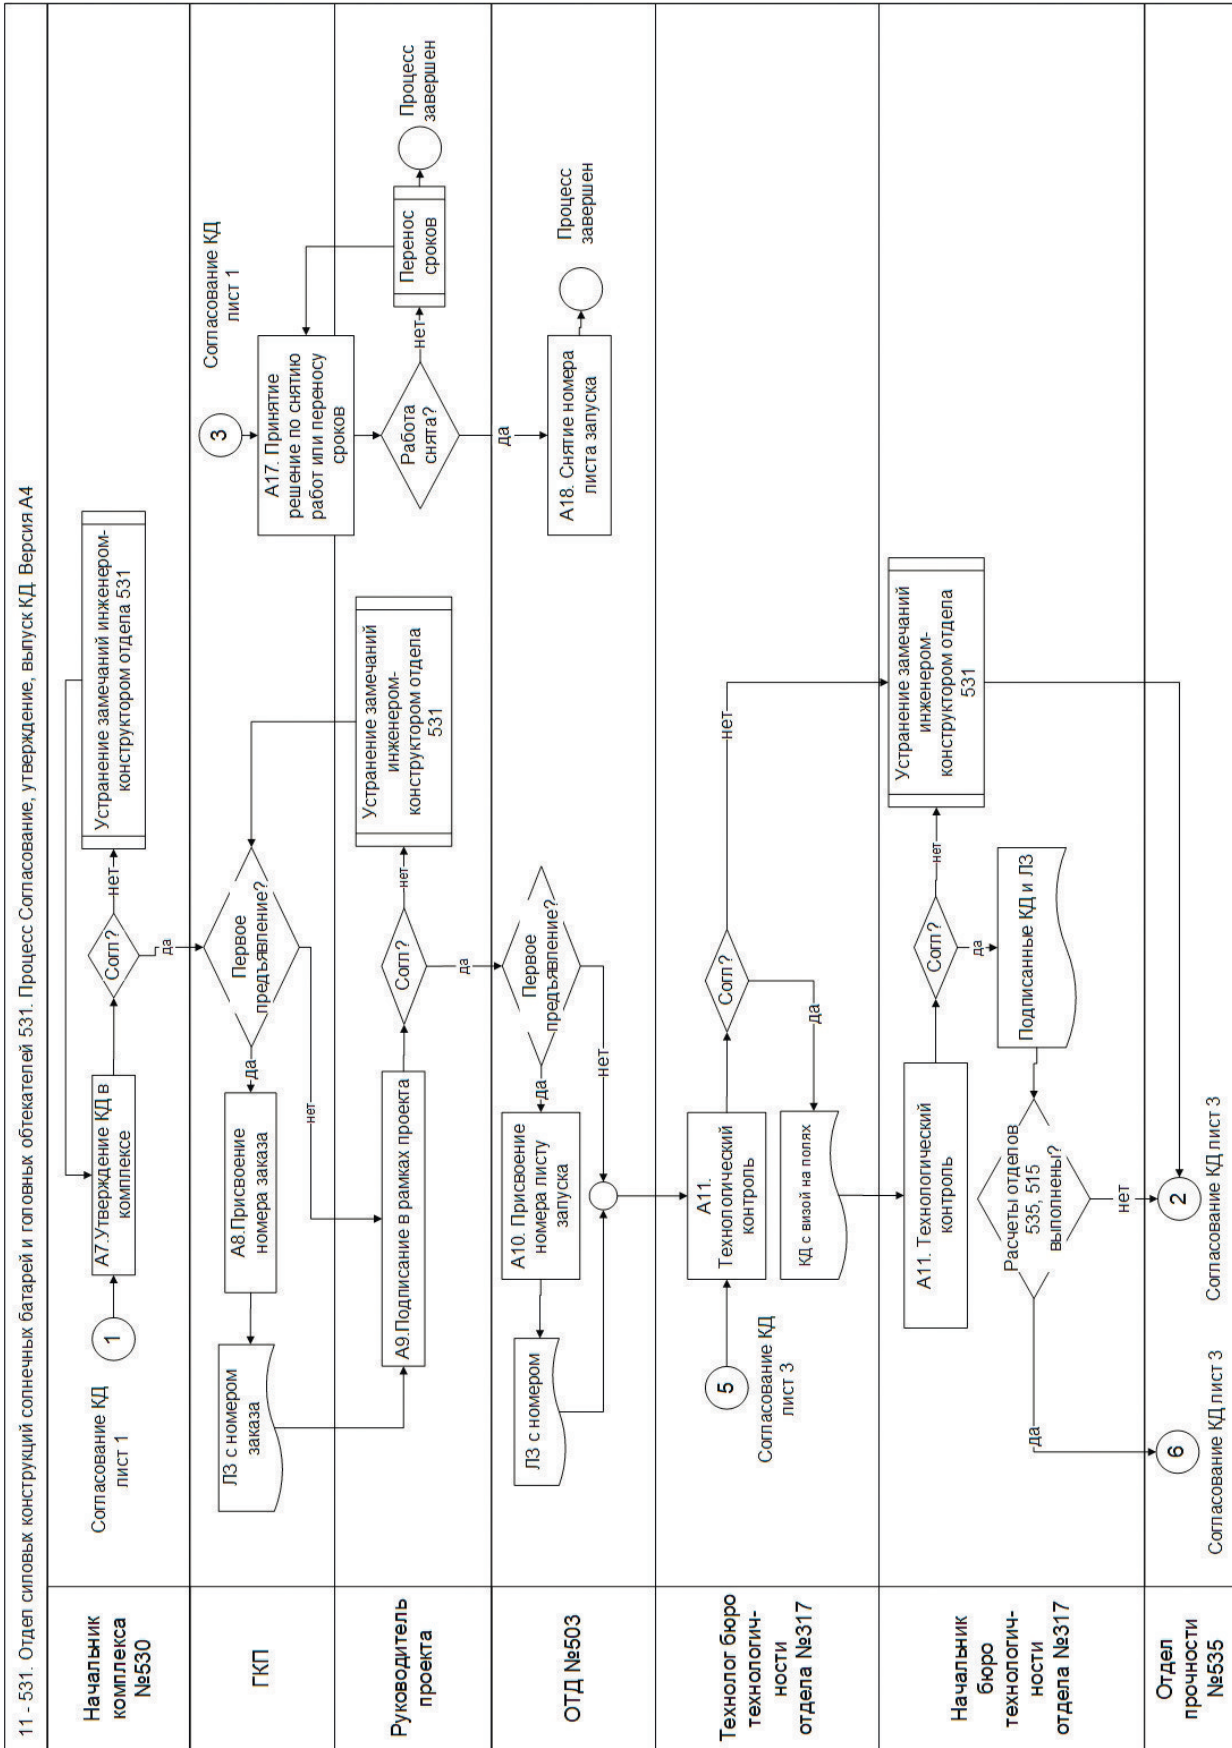 11 - 531. Отдел силовых конструкций солнечных батарей и головных обтекателей 531. Процесс Согласование, утверждение, выпуск КД. Версия А4
Начальник
комплекса
№530
Согласование КД
лист 1
1
А7.Утверждение КД в
комплексе
Согл?
нет
да
Устранение замечаний инженером-
конструктором отдела 531
ГКП
ЛЗ с номером
заказа
А8.Присвоение
номера заказа
да
Первое
предъявление?
нет
Согласование КД
лист 1
3
А17. Принятие
решение по снятию
работ или переносу
сроков
Руководитель
проекта
А9.Подписание в рамках проекта
Согл?
нет
да
Устранение замечаний
инженером-
конструктором отдела
531
Работа
снята?
нет
да
Перенос
сроков
Процесс
завершен
ОТД №503
ЛЗ с номером
А10. Присвоение
номера листу
запуска
да
Первое
предъявление?
нет
А18. Снятие номера
листа запуска
Процесс
завершен
Технолог бюро
технологич-
ности
отдела №317
5
Согласование КД
лист 3
А11.
Технологический
контроль
Согл?
нет
да
КД с визой на полях
Начальник
бюро
технологич-
ности
отдела №317
А11. Технологический
контроль
Согл?
нет
да
Устранение замечаний
инженером-
конструктором отдела
531
Подписанные КД и ЛЗ
Расчеты отделов
535, 515
выполнены?
да
нет
Отдел
прочности
№535
6
Согласование КД лист 3
2
Согласование КД лист 3